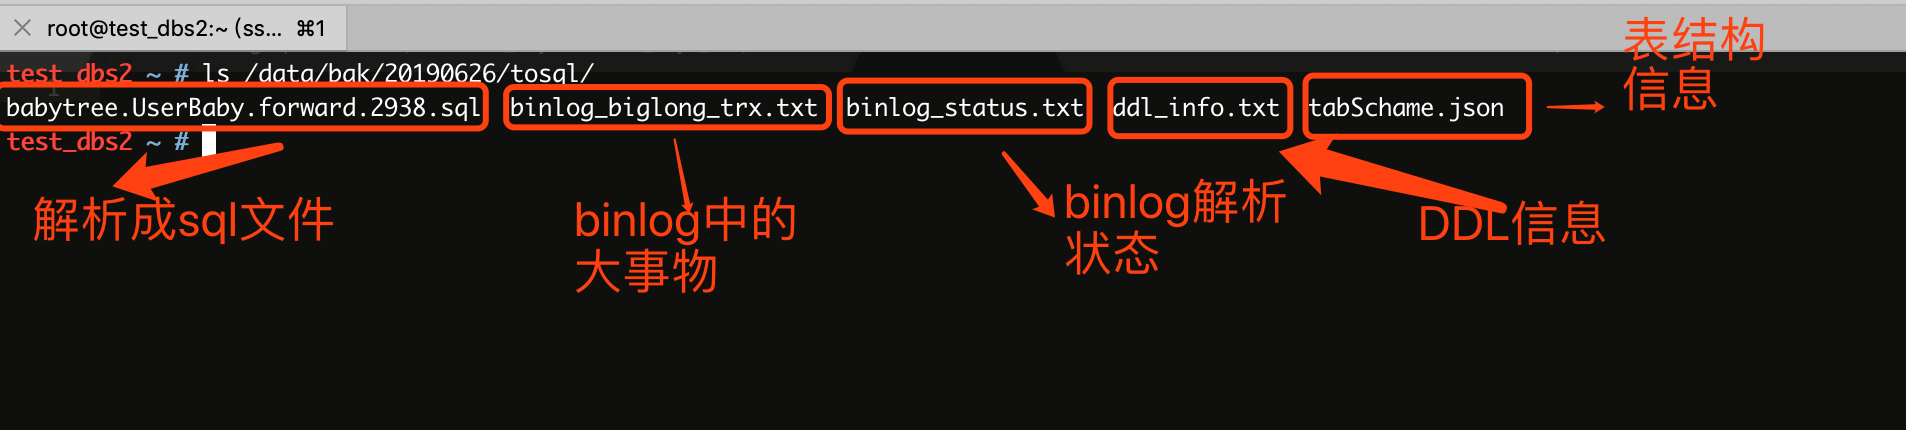 root@test_dbs2:~ (ss... ⌘1
test_dbs2 ~ # ls /data/bak/20190626/tosql/
babytree.UserBaby.forward.2938.sql binlog_biglong_trx.txt binlog_status.txt ddl_info.txt tabSchame.json
test_dbs2 ~ #
表结构
信息
解析成sql文件
binlog中的
大事物
binlog解析
状态
DDL信息